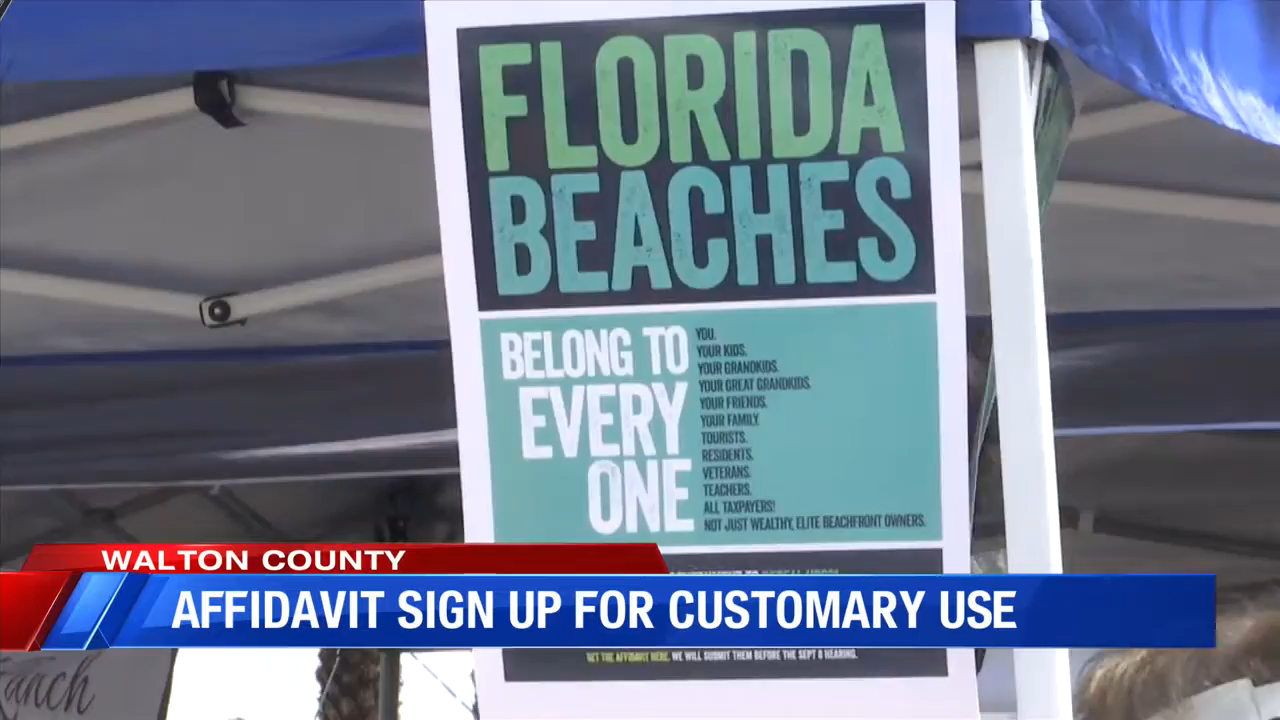 FLORIDA
BEACHES
BELONG TO
EVERY
ONE
YOU.
YOUR KIDS.
YOUR GRANDKIDS.
YOUR GREAT GRANDKIDS.
YOUR FRIENDS.
YOUR FAMILY.
TOURISTS.
RESIDENTS.
VETERANS.
TEACHERS.
ALL TAXPAYERS!
NOT JUST WEALTHY, ELITE BEACHFRONT OWNERS.
WALTON COUNTY
AFFIDAVIT SIGN UP FOR CUSTOMARY USE
GET THE AFFIDAVIT HERE. WE WILL SUBMIT THEM BEFORE THE SEPT 8 HEARING.